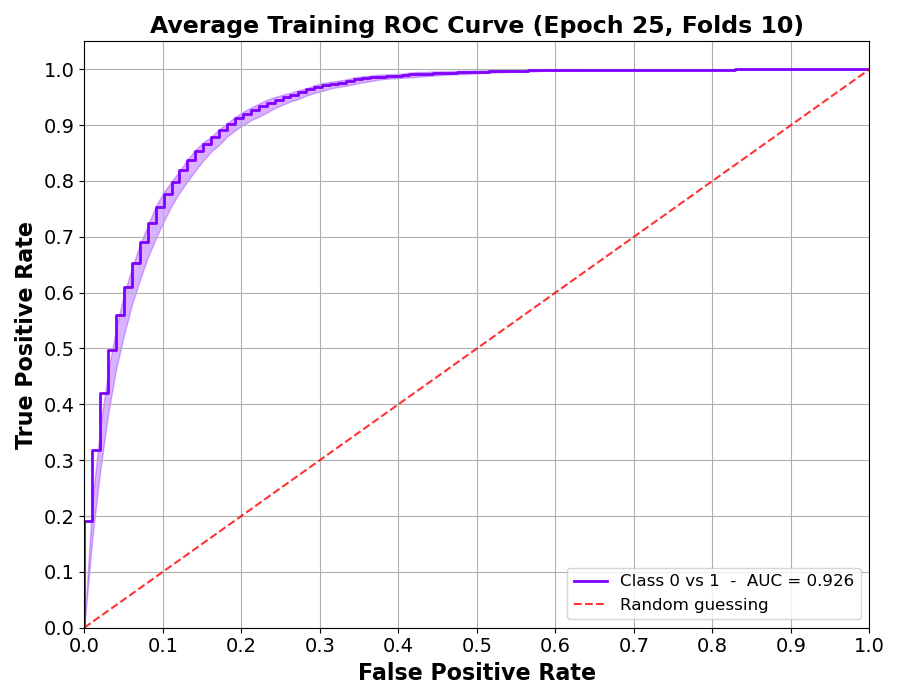 Average Training ROC Curve (Epoch 25, Folds 10)
True Positive Rate
1.0
0.9
0.8
0.7
0.6
0.5
0.4
0.3
0.2
0.1
0.0
Class 0 vs 1 - AUC = 0.926
Random guessing
0.0 0.1 0.2 0.3 0.4 0.5 0.6 0.7 0.8 0.9 1.0
False Positive Rate